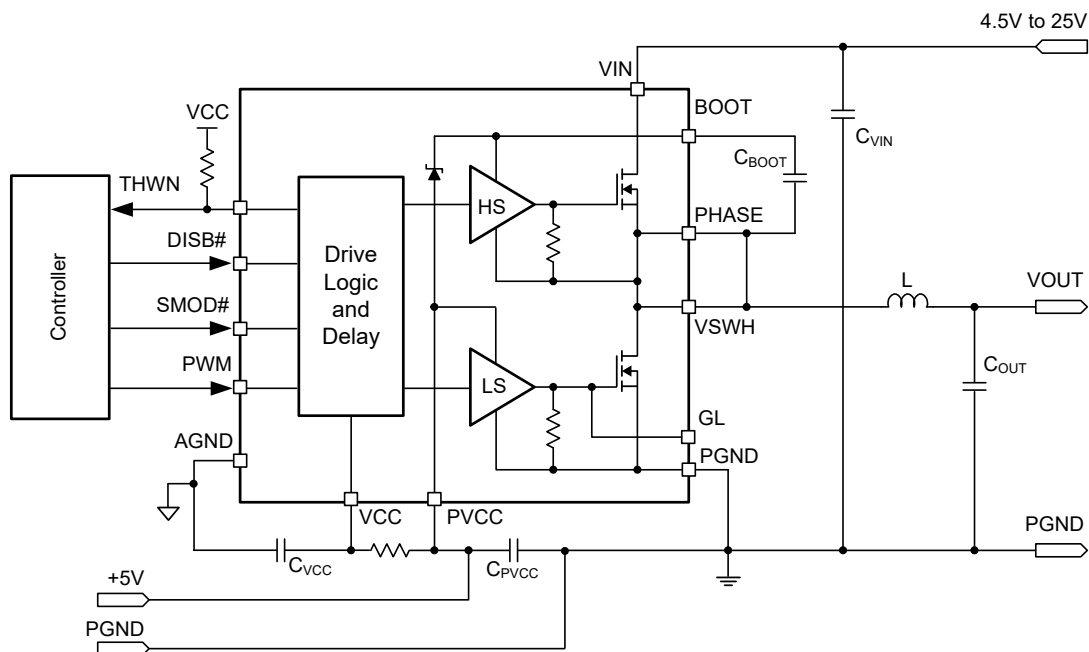 4.5V to 25V
VIN
BOOT
VCC
CVIN
CBOOT
THWN
HS
PHASE
DISB#
Controller
Drive
Logic
and
Delay
L
VOUT
SMOD#
VSWH
PWM
LS
COUT
GL
AGND
PGND
VCC
PVCC
PGND
CVCC
CPVCC
+5V
PGND